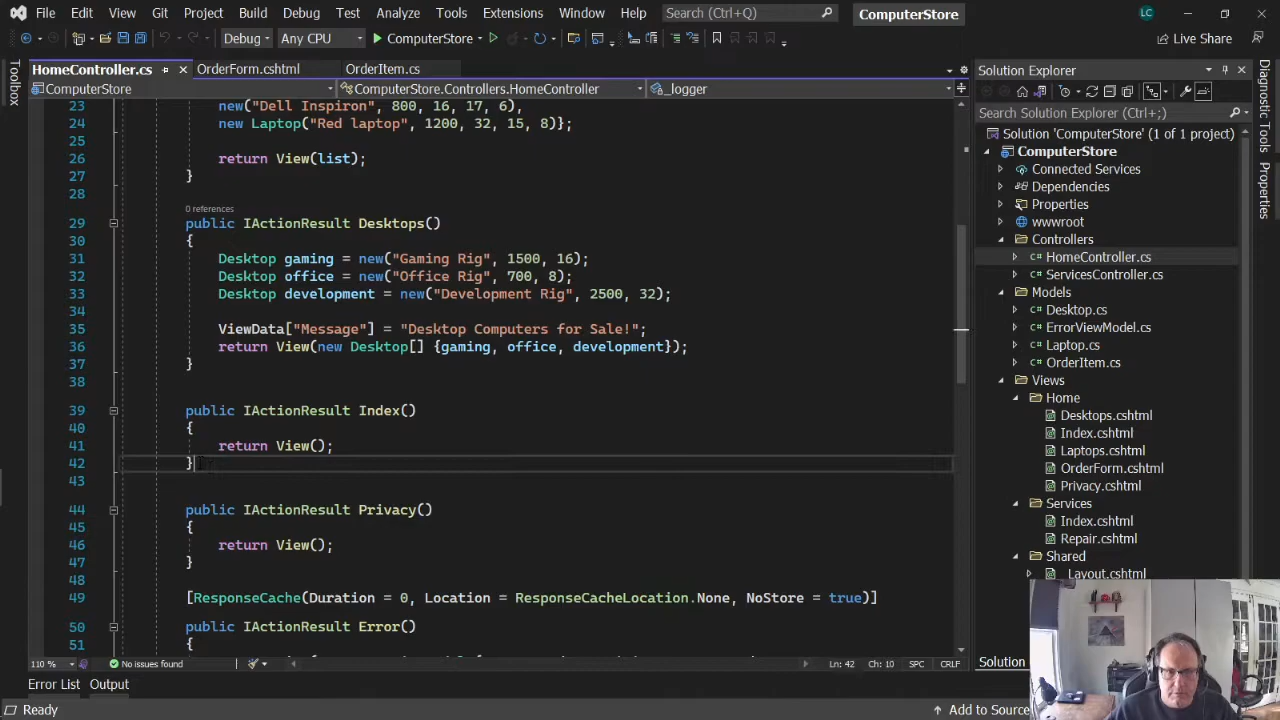 File Edit View Git Project Build Debug Test Analyze Tools Extensions Window Help Search (Ctrl+Q) ComputerStore LC
Debug Any CPU ComputerStore Live Share
HomeController.cs OrderForm.cshtml OrderItem.cs
ComputerStore ComputerStore.Controllers.HomeController _logger
Toolbox
23 new("Dell Inspiron", 800, 16, 17, 6),
24 new Laptop("Red laptop", 1200, 32, 15, 8)};
25
26 return View(list);
27 }
28
0 references
29 public IActionResult Desktops()
30 {
31 Desktop gaming = new("Gaming Rig", 1500, 16);
32 Desktop office = new("Office Rig", 700, 8);
33 Desktop development = new("Development Rig", 2500, 32);
34
35 ViewData["Message"] = "Desktop Computers for Sale!";
36 return View(new Desktop[] {gaming, office, development});
37 }
38
39 public IActionResult Index()
40 {
41 return View();
42 }
43
44 public IActionResult Privacy()
45 {
46 return View();
47 }
48
49 [ResponseCache(Duration = 0, Location = ResponseCacheLocation.None, NoStore = true)]
50 public IActionResult Error()
51 {
110 % No issues found Ln: 42 Ch: 10 SPC CRLF
Error List Output
Ready Add to Source
Solution Explorer
Search Solution Explorer (Ctrl+;)
Solution 'ComputerStore' (1 of 1 project)
ComputerStore
Connected Services
Dependencies
Properties
wwwroot
Controllers
C# HomeController.cs
C# ServicesController.cs
Models
C# Desktop.cs
C# ErrorViewModel.cs
C# Laptop.cs
C# OrderItem.cs
Views
Home
Desktops.cshtml
Index.cshtml
Laptops.cshtml
OrderForm.cshtml
Privacy.cshtml
Services
Index.cshtml
Repair.cshtml
Shared
_Layout.cshtml
Solution
Diagnostic Tools
Properties